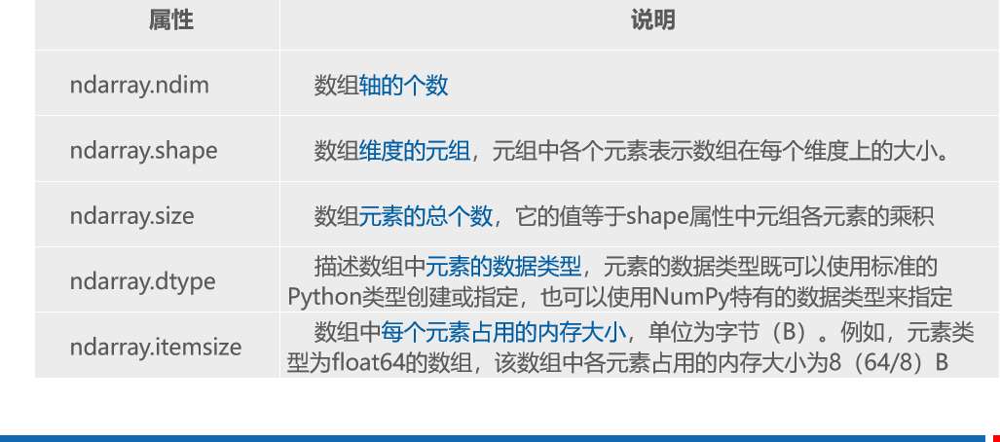 属性 说明
ndarray.ndim 数组轴的个数
ndarray.shape 数组维度的元组，元组中各个元素表示数组在每个维度上的大小。
ndarray.size 数组元素的总个数，它的值等于shape属性中元组各元素的乘积
ndarray.dtype 描述数组中元素的数据类型，元素的数据类型既可以使用标准的
Python类型创建或指定，也可以使用NumPy特有的数据类型来指定
ndarray.itemsize 数组中每个元素占用的内存大小，单位为字节（B）。例如，元素类
型为float64的数组，该数组中各元素占用的内存大小为8（64/8）B